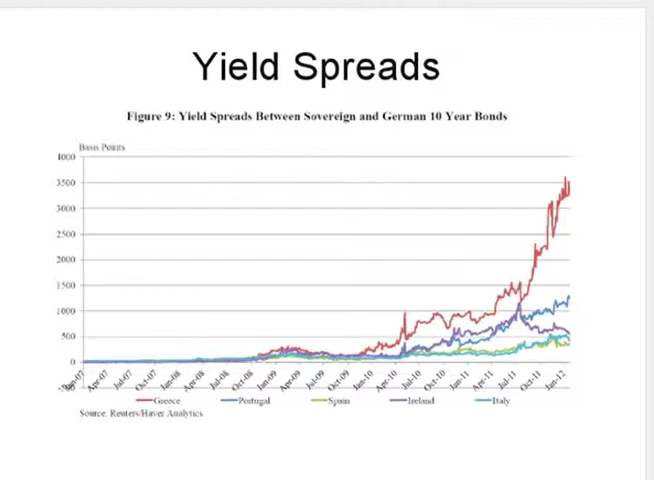 Yield Spreads
Figure 9: Yield Spreads Between Sovereign and German 10 Year Bonds
Basis Points
4000
3500
3000
2500
2000
1500
1000
500
0
Jan-07 Apr-07 Jul-07 Oct-07 Jan-08 Apr-08 Jul-08 Oct-08 Jan-09 Apr-09 Jul-09 Oct-09 Jan-10 Apr-10 Jul-10 Oct-10 Jan-11 Apr-11 Jul-11 Oct-11 Jan-12
Greece Portugal Spain Ireland Italy
Source: Reuters/Haver Analytics